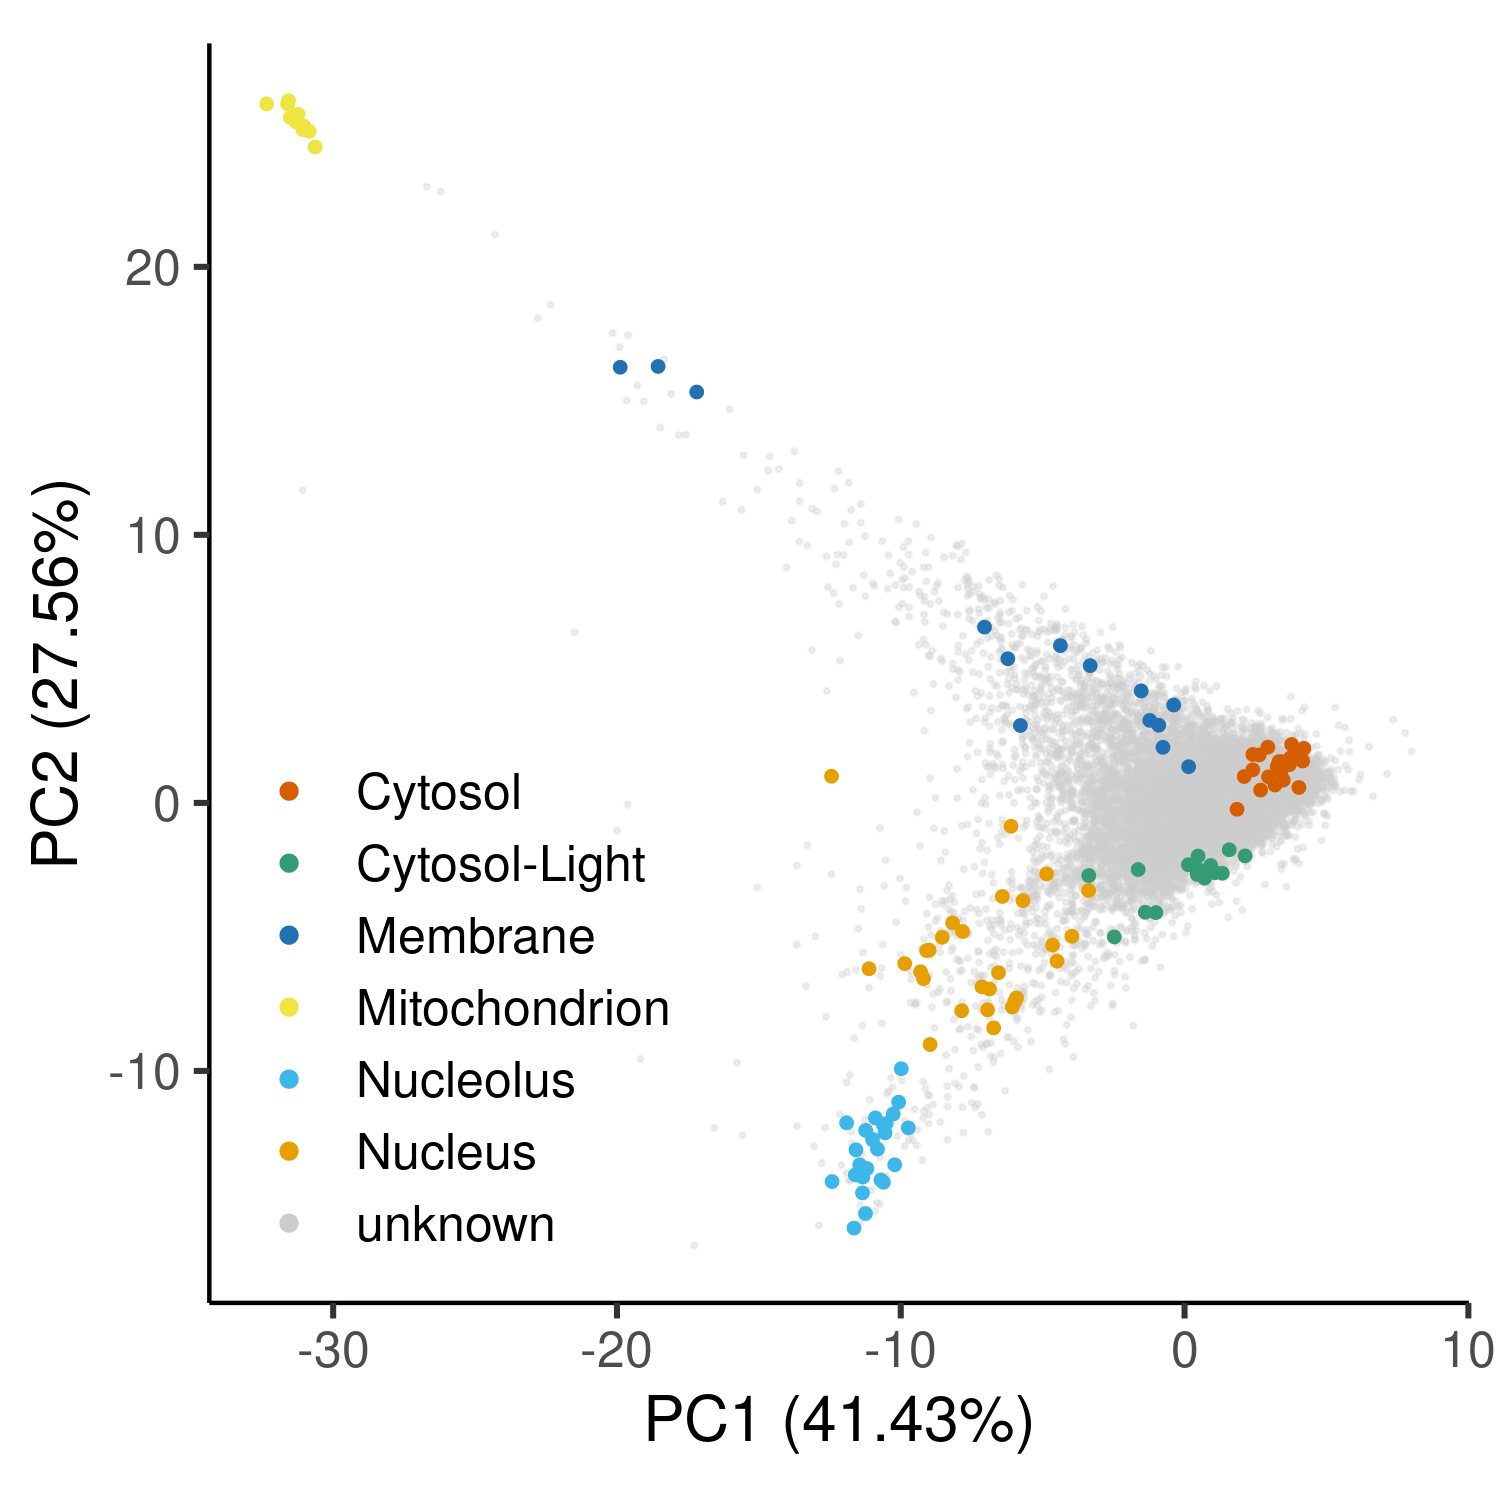 20
10
0
-10
PC2 (27.56%)
Cytosol
Cytosol-Light
Membrane
Mitochondrion
Nucleolus
Nucleus
unknown
-30 -20 -10 0 10
PC1 (41.43%)